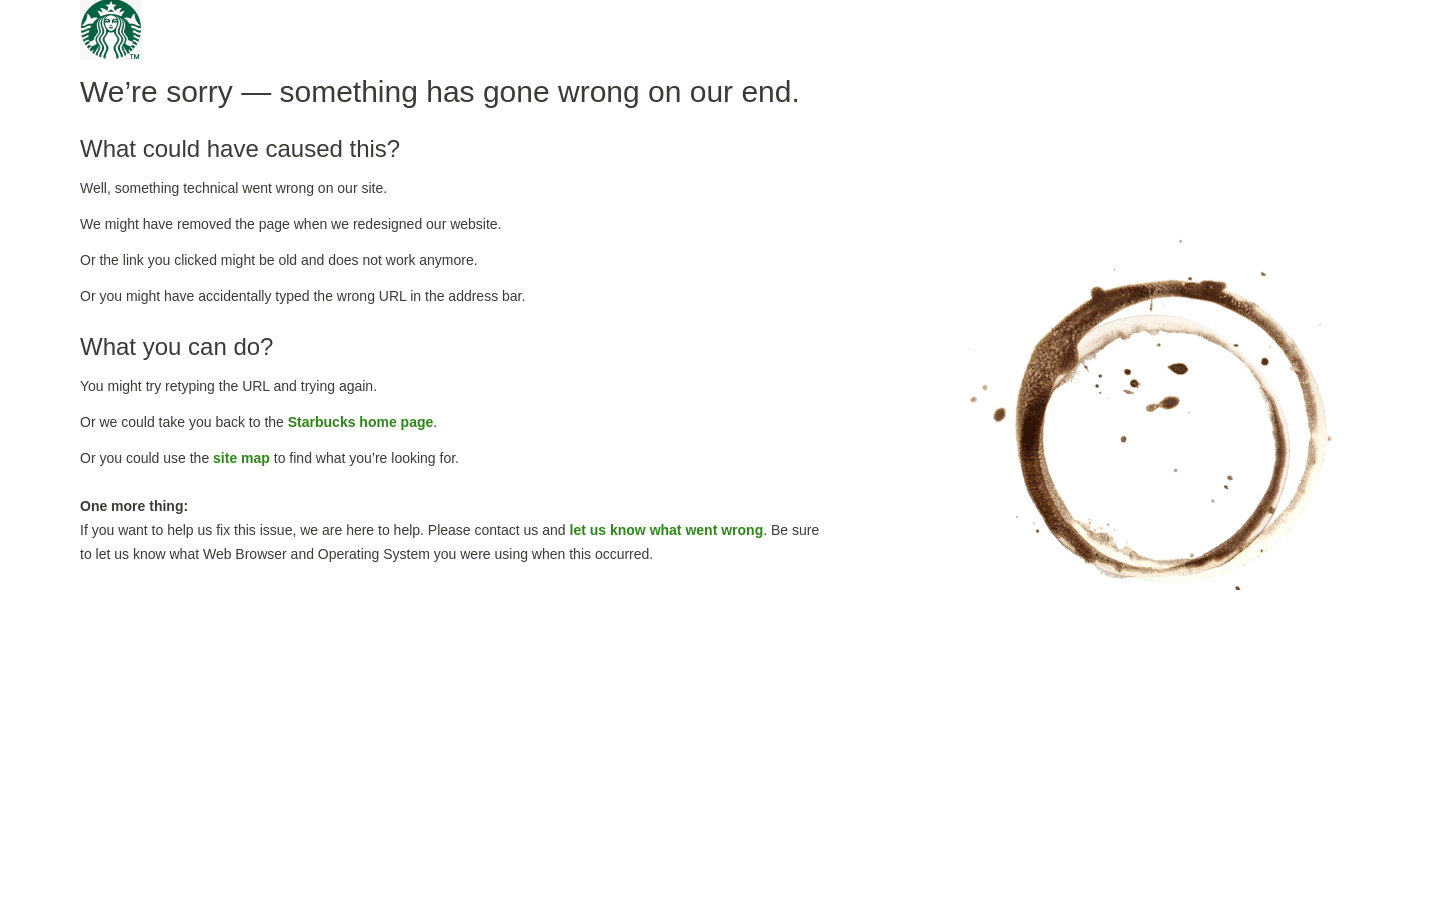 TM
We’re sorry — something has gone wrong on our end.
What could have caused this?
Well, something technical went wrong on our site.
We might have removed the page when we redesigned our website.
Or the link you clicked might be old and does not work anymore.
Or you might have accidentally typed the wrong URL in the address bar.
What you can do?
You might try retyping the URL and trying again.
Or we could take you back to the Starbucks home page.
Or you could use the site map to find what you’re looking for.
One more thing:
If you want to help us fix this issue, we are here to help. Please contact us and let us know what went wrong. Be sure
to let us know what Web Browser and Operating System you were using when this occurred.